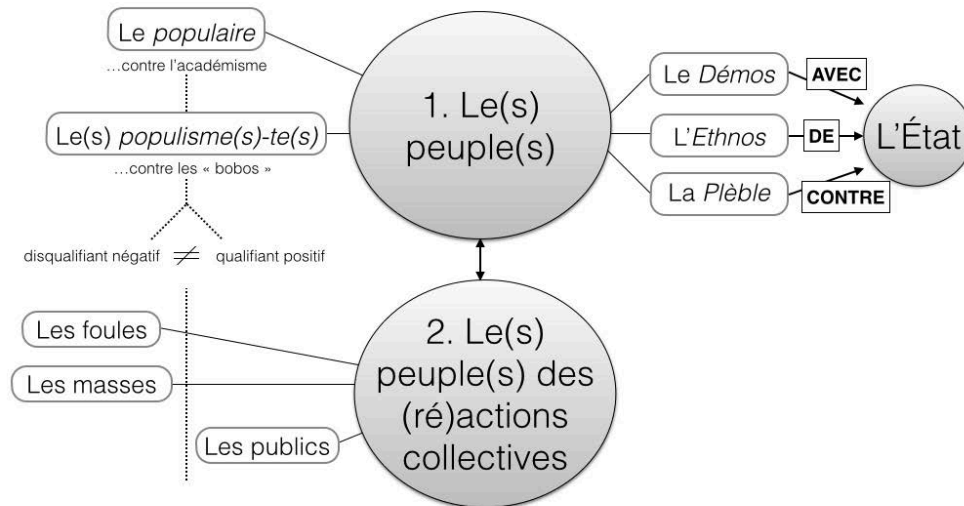 Le populaire
…contre l'académisme
Le(s) populisme(s)-te(s)
…contre les « bobos »
disqualifiant négatif ≠ qualifiant positif
1. Le(s)
peuple(s)
Le Démos
AVEC
L'Ethnos
DE
La Plèble
CONTRE
L'État
Les foules
Les masses
Les publics
2. Le(s)
peuple(s) des
(ré)actions
collectives